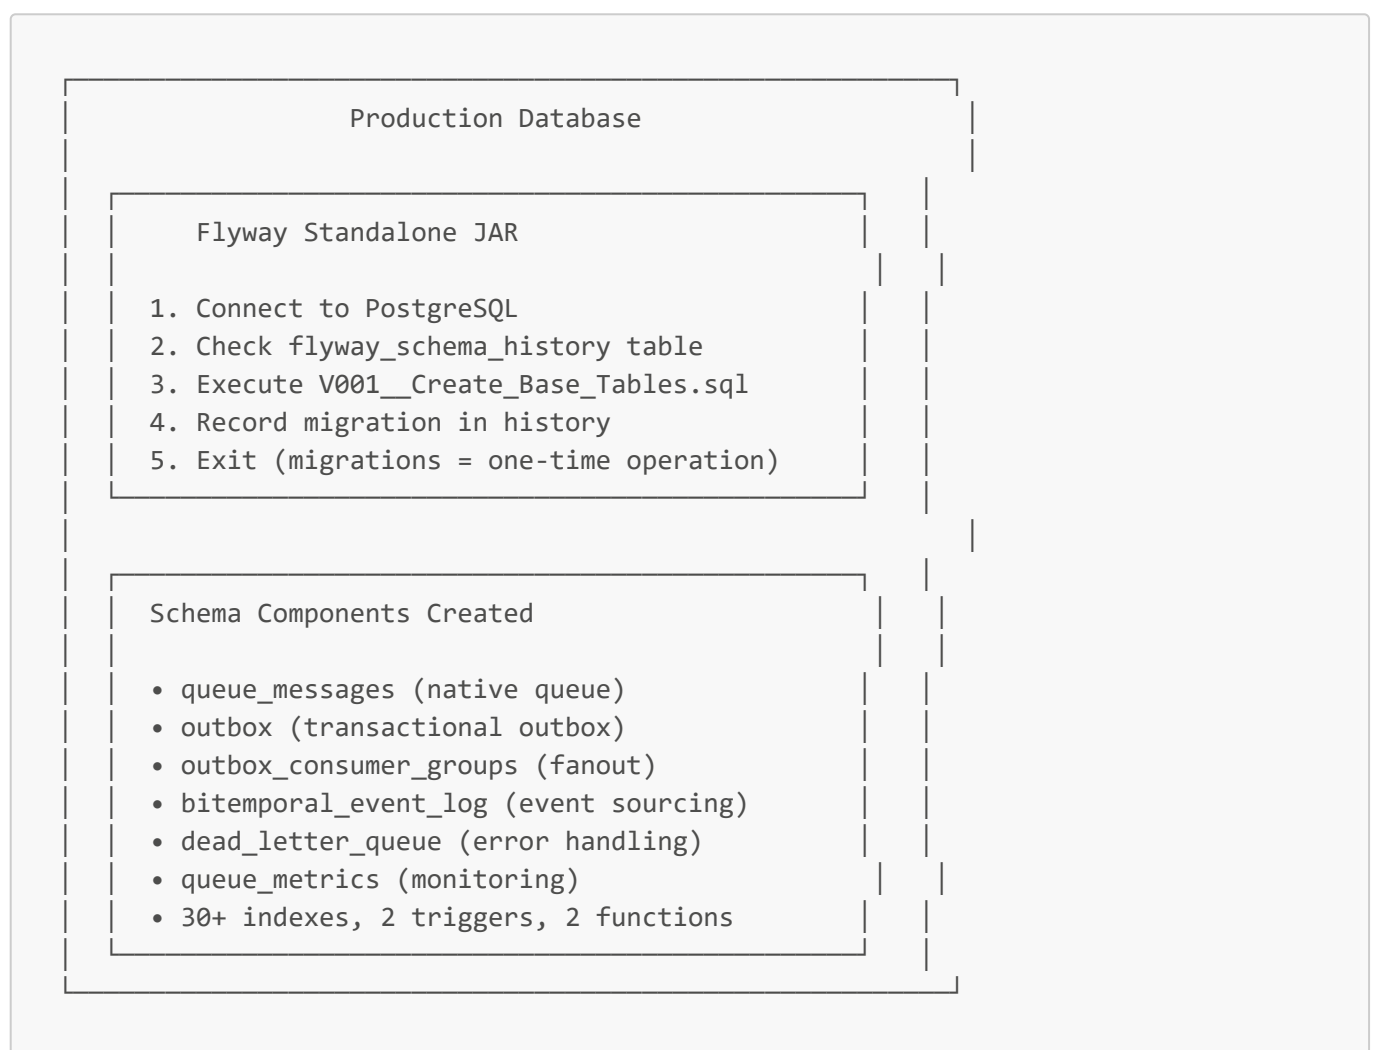 Production Database
Flyway Standalone JAR
1. Connect to PostgreSQL
2. Check flyway_schema_history table
3. Execute V001__Create_Base_Tables.sql
4. Record migration in history
5. Exit (migrations = one-time operation)
Schema Components Created
• queue_messages (native queue)
• outbox (transactional outbox)
• outbox_consumer_groups (fanout)
• bitemporal_event_log (event sourcing)
• dead_letter_queue (error handling)
• queue_metrics (monitoring)
• 30+ indexes, 2 triggers, 2 functions